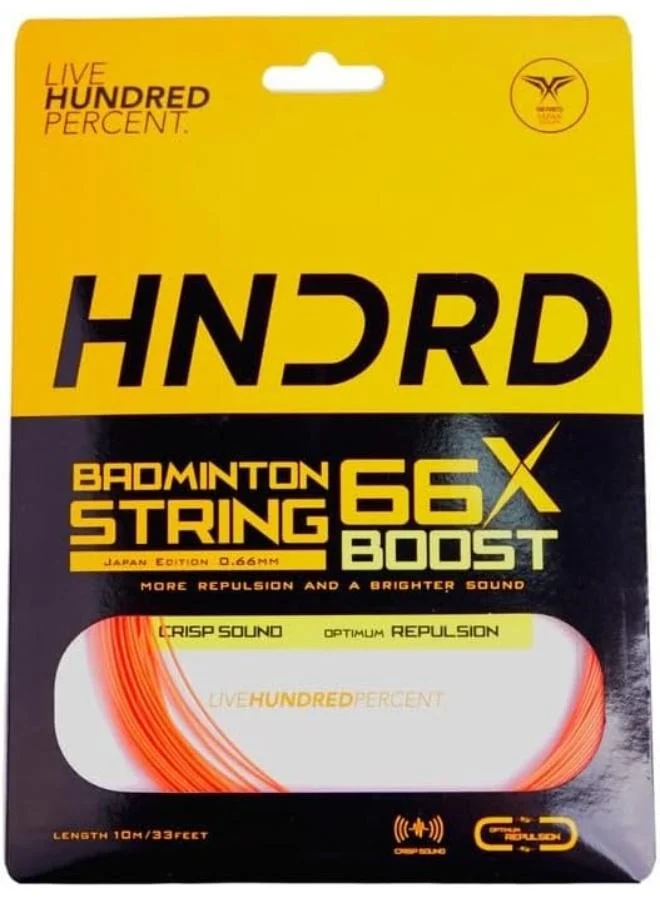 LIVE
HUNDRED
PERCENT.
SERIES
HNDRD
BADMINTON
STRING
66X
BOOST
JAPAN EDITION 0.66MM
MORE REPULSION AND A BRIGHTER SOUND
CRISP SOUND OPTIMUM REPULSION
LIVEHUNDREDPERCENT.
LENGTH 10M/33FEET
CRISP SOUND
OPTIMUM
REPULSION